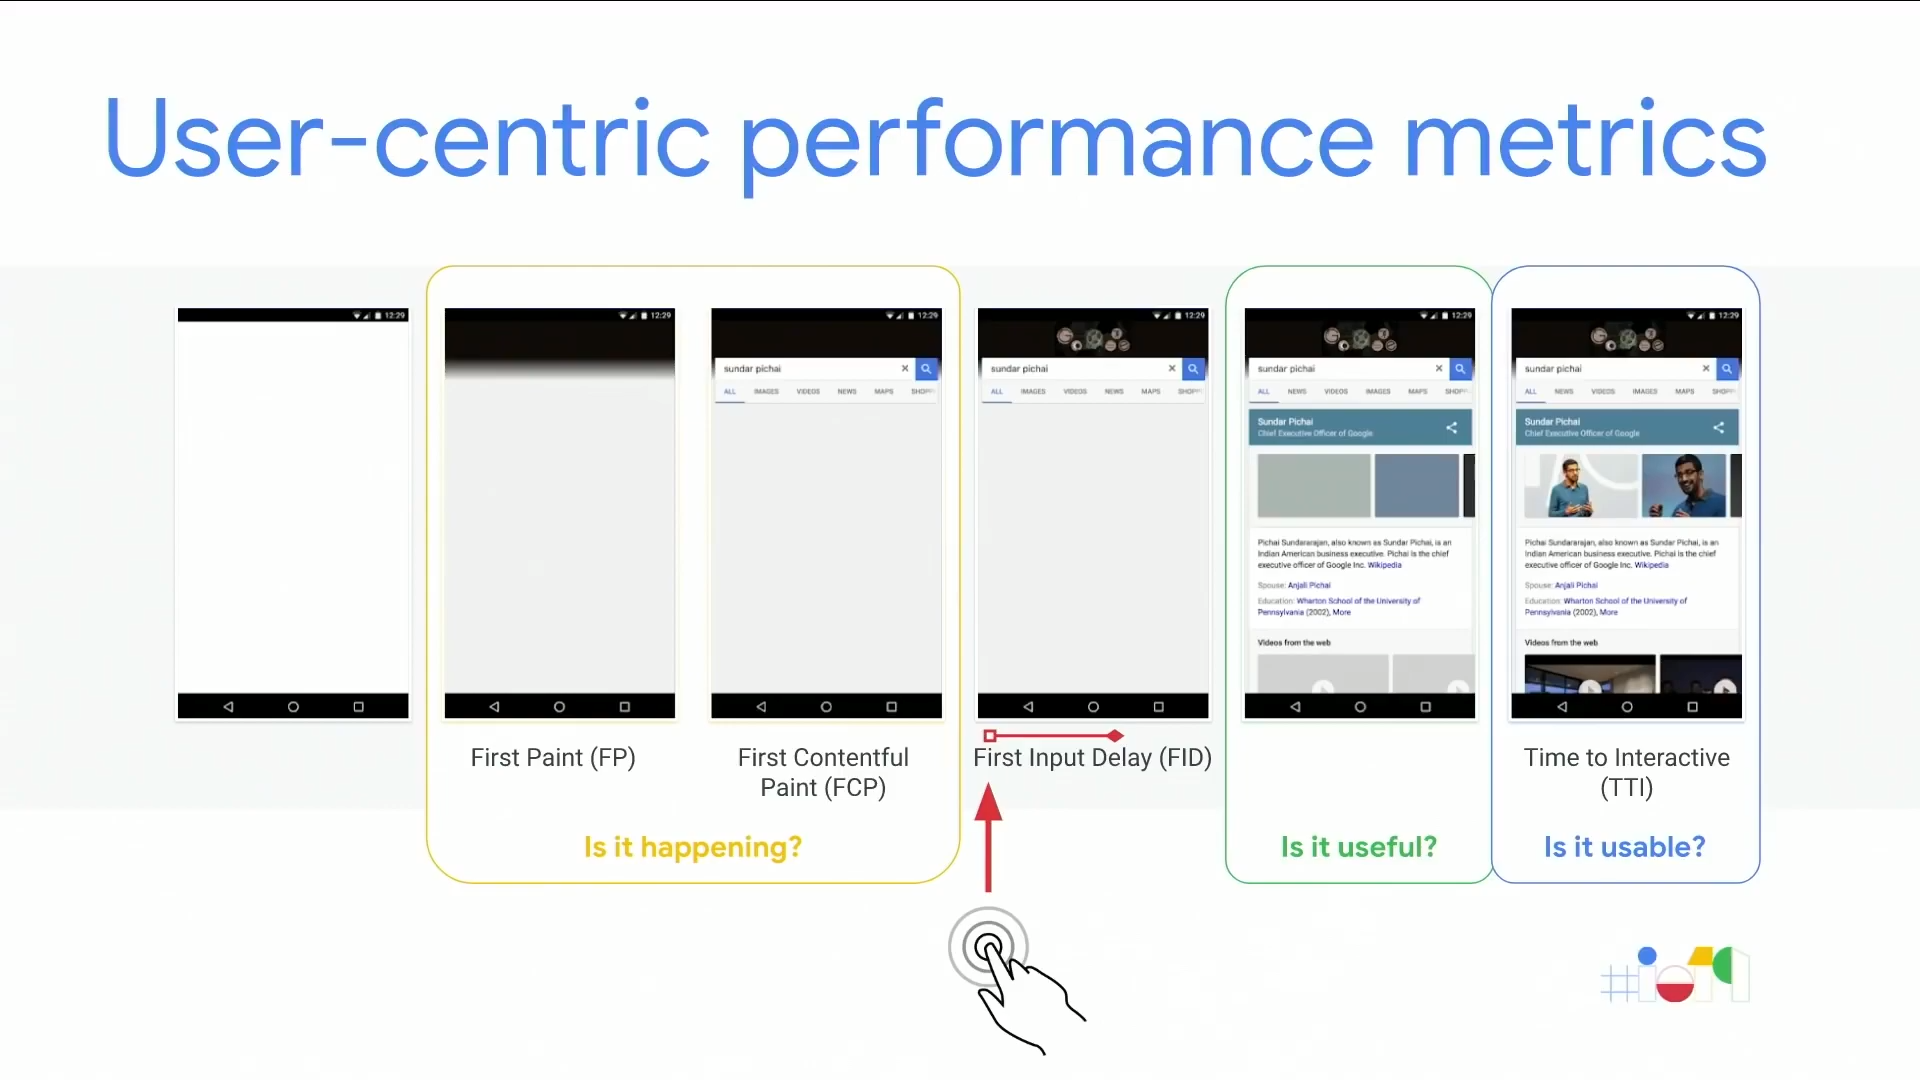 User-centric performance metrics
12:29
12:29
12:29
sundar pichai
ALL IMAGES VIDEOS NEWS MAPS
12:29
sundar pichai
ALL IMAGES VIDEOS NEWS MAPS
12:29
sundar pichai
ALL NEWS VIDEOS IMAGES MAPS
Sundar Pichai
Chief Executive Officer of Google
Pichai Sundararajan, also known as Sundar Pichai, is an
Indian American business executive. Pichai is the chief
executive officer of Google Inc. Wikipedia
Spouse: Anjali Pichai
Education: Wharton School of the University of
Pennsylvania (2002), More
Videos from the web
12:29
sundar pichai
ALL NEWS VIDEOS IMAGES MAPS
Sundar Pichai
Chief Executive Officer of Google
Pichai Sundararajan, also known as Sundar Pichai, is an
Indian American business executive. Pichai is the chief
executive officer of Google Inc. Wikipedia
Spouse: Anjali Pichai
Education: Wharton School of the University of
Pennsylvania (2002), More
Videos from the web
First Paint (FP)
First Contentful
Paint (FCP)
First Input Delay (FID)
Time to Interactive
(TTI)
Is it happening?
Is it useful?
Is it usable?
#io19